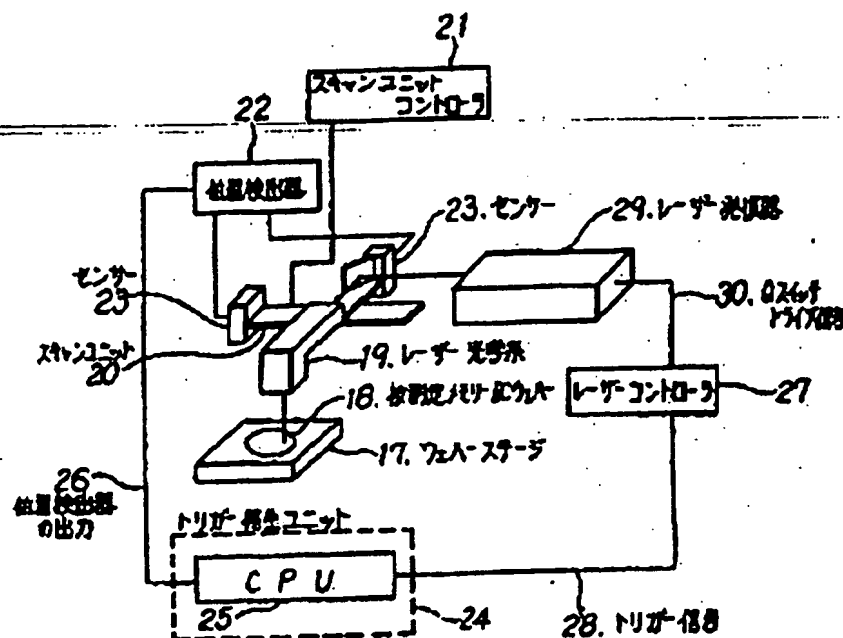 21
スキャンユニット
コントローラ
22
位置検出器
23.センサー
29.レーザー発振器
センサー
23
30.Qスイッチ
ドライブ信号
スキャンユニット
20
19.レーザー光学系
18.被測定メモリーICウェハー
レーザーコントローラ
27
17.ウェハーステージ
26
位置検出器
の出力
トリガー発生ユニット
CPU
25
24
28.トリガー信号